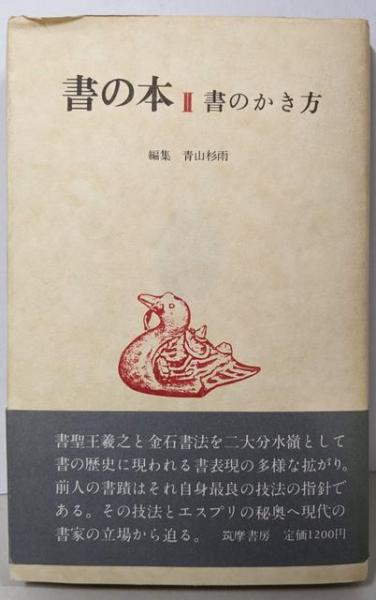 書の本 Ⅱ 書のかき方
編集 青山杉雨
書聖王羲之と金石書法を二大分水嶺として
書の歴史に現われる書表現の多様な拡がり。
前人の書蹟はそれ自身最良の技法の指針で
ある。その技法とエスプリの秘奥へ現代の
書家の立場から迫る。 筑摩書房 定価1200円